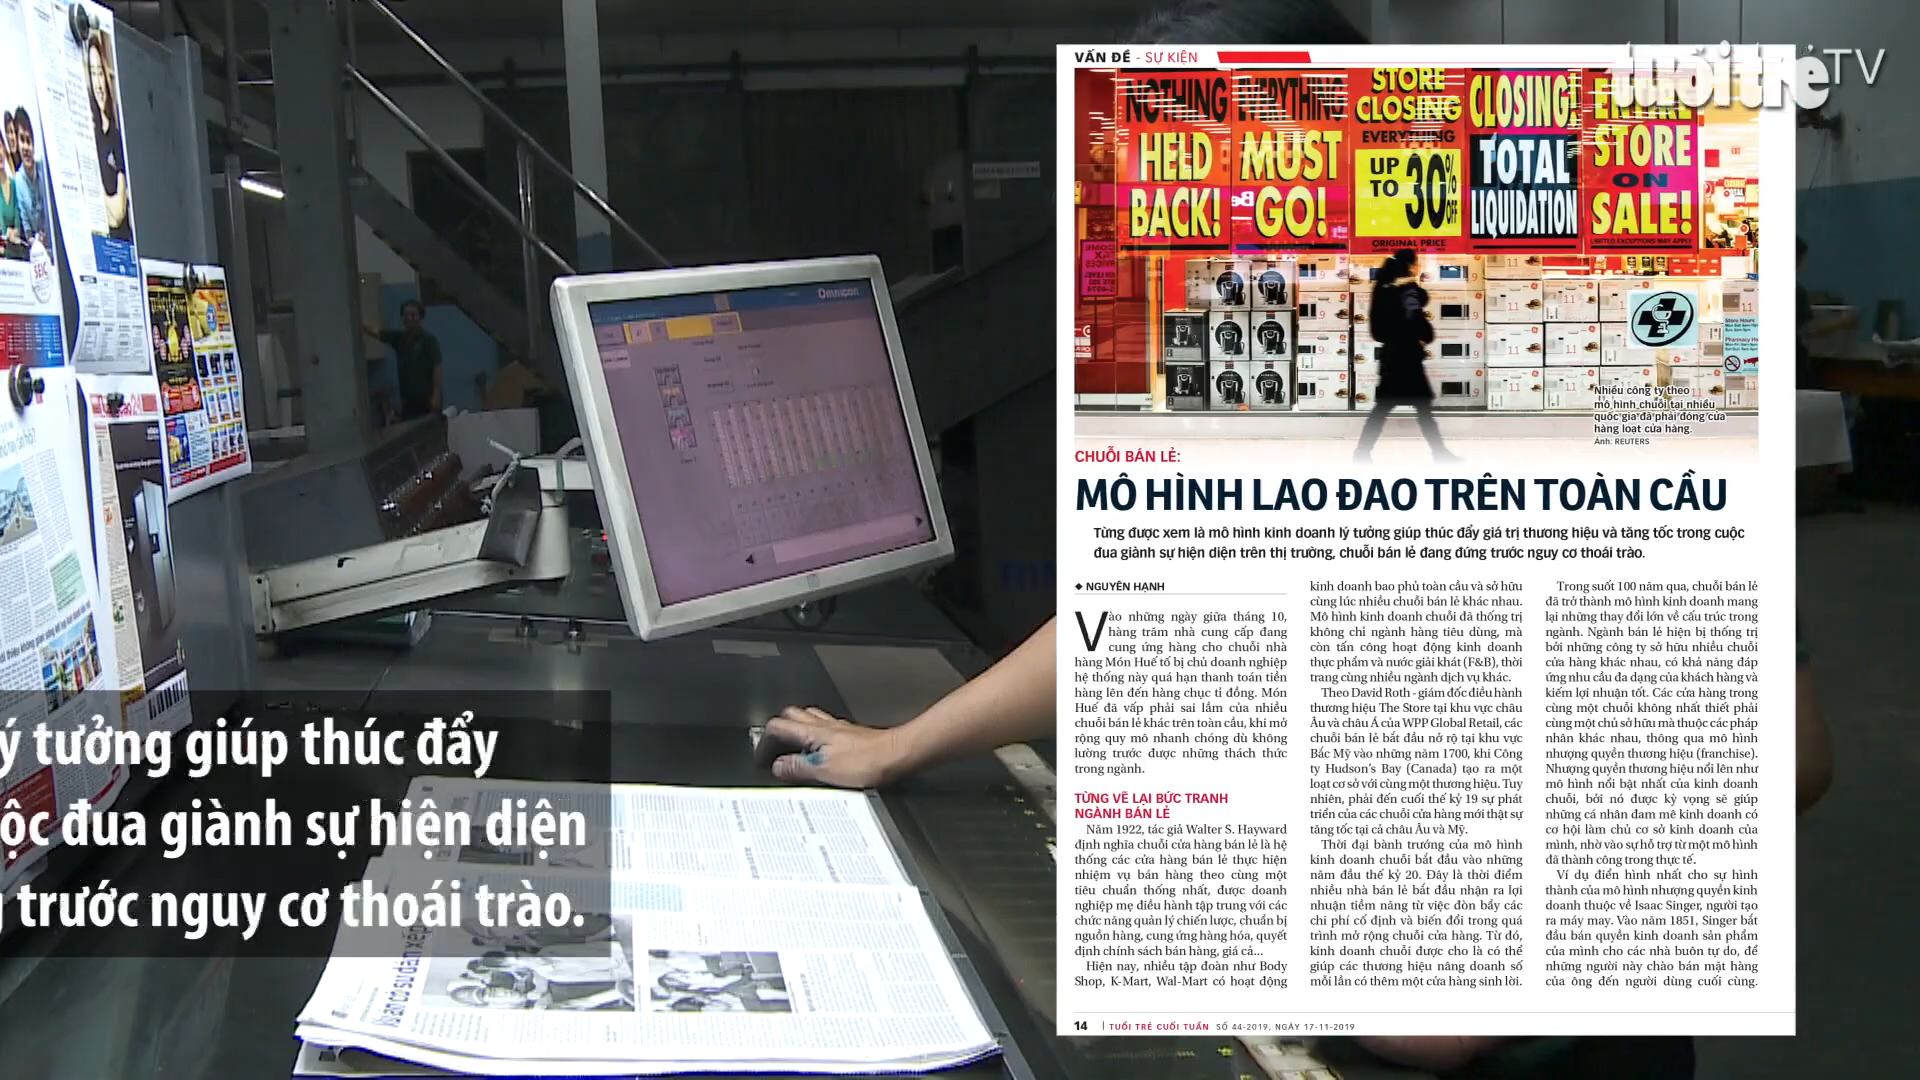 tuổi trẻ TV
VẤN ĐỀ - SỰ KIỆN
NOTHING
HELD
BACK!
EVERYTHING
MUST
GO!
STORE
CLOSING
EVERYTHING
UP
TO 30% OFF
ORIGINAL PRICE
CLOSING!
TOTAL
LIQUIDATION
ENTIRE
STORE
ON
SALE!
LIMITED EXCEPTIONS MAY APPLY
Nhiều công ty theo
mô hình chuỗi tại nhiều
quốc gia đã phải đóng cửa
hàng loạt cửa hàng.
Ảnh: REUTERS
CHUỖI BÁN LẺ:
MÔ HÌNH LAO ĐAO TRÊN TOÀN CẦU
Từng được xem là mô hình kinh doanh lý tưởng giúp thúc đẩy giá trị thương hiệu và tăng tốc trong cuộc
đua giành sự hiện diện trên thị trường, chuỗi bán lẻ đang đứng trước nguy cơ thoái trào.
◆ NGUYÊN HẠNH
Vào những ngày giữa tháng 10,
hàng trăm nhà cung cấp đang
cung ứng hàng cho chuỗi nhà
hàng Món Huế tố bị chủ doanh nghiệp
hệ thống này quá hạn thanh toán tiền
hàng lên đến hàng chục tỉ đồng. Món
Huế đã vấp phải sai lầm của nhiều
chuỗi bán lẻ khác trên toàn cầu, khi mở
rộng quy mô nhanh chóng dù không
lường trước được những thách thức
trong ngành.
TỪNG VẼ LẠI BỨC TRANH
NGÀNH BÁN LẺ
Năm 1922, tác giả Walter S. Hayward
định nghĩa chuỗi cửa hàng bán lẻ là hệ
thống các cửa hàng bán lẻ thực hiện
nhiệm vụ bán hàng theo cùng một
tiêu chuẩn thống nhất, được doanh
nghiệp mẹ điều hành tập trung với các
chức năng quản lý chiến lược, chuẩn bị
nguồn hàng, cung ứng hàng hóa, quyết
định chính sách bán hàng, giá cả...
Hiện nay, nhiều tập đoàn như Body
Shop, K-Mart, Wal-Mart có hoạt động
kinh doanh bao phủ toàn cầu và sở hữu
cùng lúc nhiều chuỗi bán lẻ khác nhau.
Mô hình kinh doanh chuỗi đã thống trị
không chỉ ngành hàng tiêu dùng, mà
còn tấn công hoạt động kinh doanh
thực phẩm và nước giải khát (F&B), thời
trang cùng nhiều ngành dịch vụ khác.
Theo David Roth - giám đốc điều hành
thương hiệu The Store tại khu vực châu
Âu và châu Á của WPP Global Retail, các
chuỗi bán lẻ bắt đầu nở rộ tại khu vực
Bắc Mỹ vào những năm 1700, khi Công
ty Hudson's Bay (Canada) tạo ra một
loạt cơ sở với cùng một thương hiệu. Tuy
nhiên, phải đến cuối thế kỷ 19 sự phát
triển của các chuỗi cửa hàng mới thật sự
tăng tốc tại cả châu Âu và Mỹ.
Thời đại bành trướng của mô hình
kinh doanh chuỗi bắt đầu vào những
năm đầu thế kỷ 20. Đây là thời điểm
nhiều nhà bán lẻ bắt đầu nhận ra lợi
nhuận tiềm năng từ việc đòn bẩy các
chi phí cố định và biến đổi trong quá
trình mở rộng chuỗi cửa hàng. Từ đó,
kinh doanh chuỗi được cho là có thể
giúp các thương hiệu nâng doanh số
mỗi lần có thêm một cửa hàng sinh lời.
Trong suốt 100 năm qua, chuỗi bán lẻ
đã trở thành mô hình kinh doanh mang
lại những thay đổi lớn về cấu trúc trong
ngành. Ngành bán lẻ hiện bị thống trị
bởi những công ty sở hữu nhiều chuỗi
cửa hàng khác nhau, có khả năng đáp
ứng nhu cầu đa dạng của khách hàng và
kiếm lợi nhuận tốt. Các cửa hàng trong
cùng một chuỗi không nhất thiết phải
cùng một chủ sở hữu mà thuộc các pháp
nhân khác nhau, thông qua mô hình
nhượng quyền thương hiệu (franchise).
Nhượng quyền thương hiệu nổi lên như
mô hình nổi bật nhất của kinh doanh
chuỗi, bởi nó được kỳ vọng sẽ giúp
những cá nhân đam mê kinh doanh có
cơ hội làm chủ cơ sở kinh doanh của
mình, nhờ vào sự hỗ trợ từ một mô hình
đã thành công trong thực tế.
Ví dụ điển hình nhất cho sự hình
thành của mô hình nhượng quyền kinh
doanh thuộc về Isaac Singer, người tạo
ra máy may. Vào năm 1851, Singer bắt
đầu bán quyền kinh doanh sản phẩm
của mình cho các nhà buôn tự do, để
những người này chào bán mặt hàng
của ông đến người dùng cuối cùng.
14 | TUỔI TRẺ CUỐI TUẦN SỐ 44-2019, NGÀY 17-11-2019
Omnicon
ý tưởng giúp thúc đẩy
ộc đua giành sự hiện diện
trước nguy cơ thoái trào.